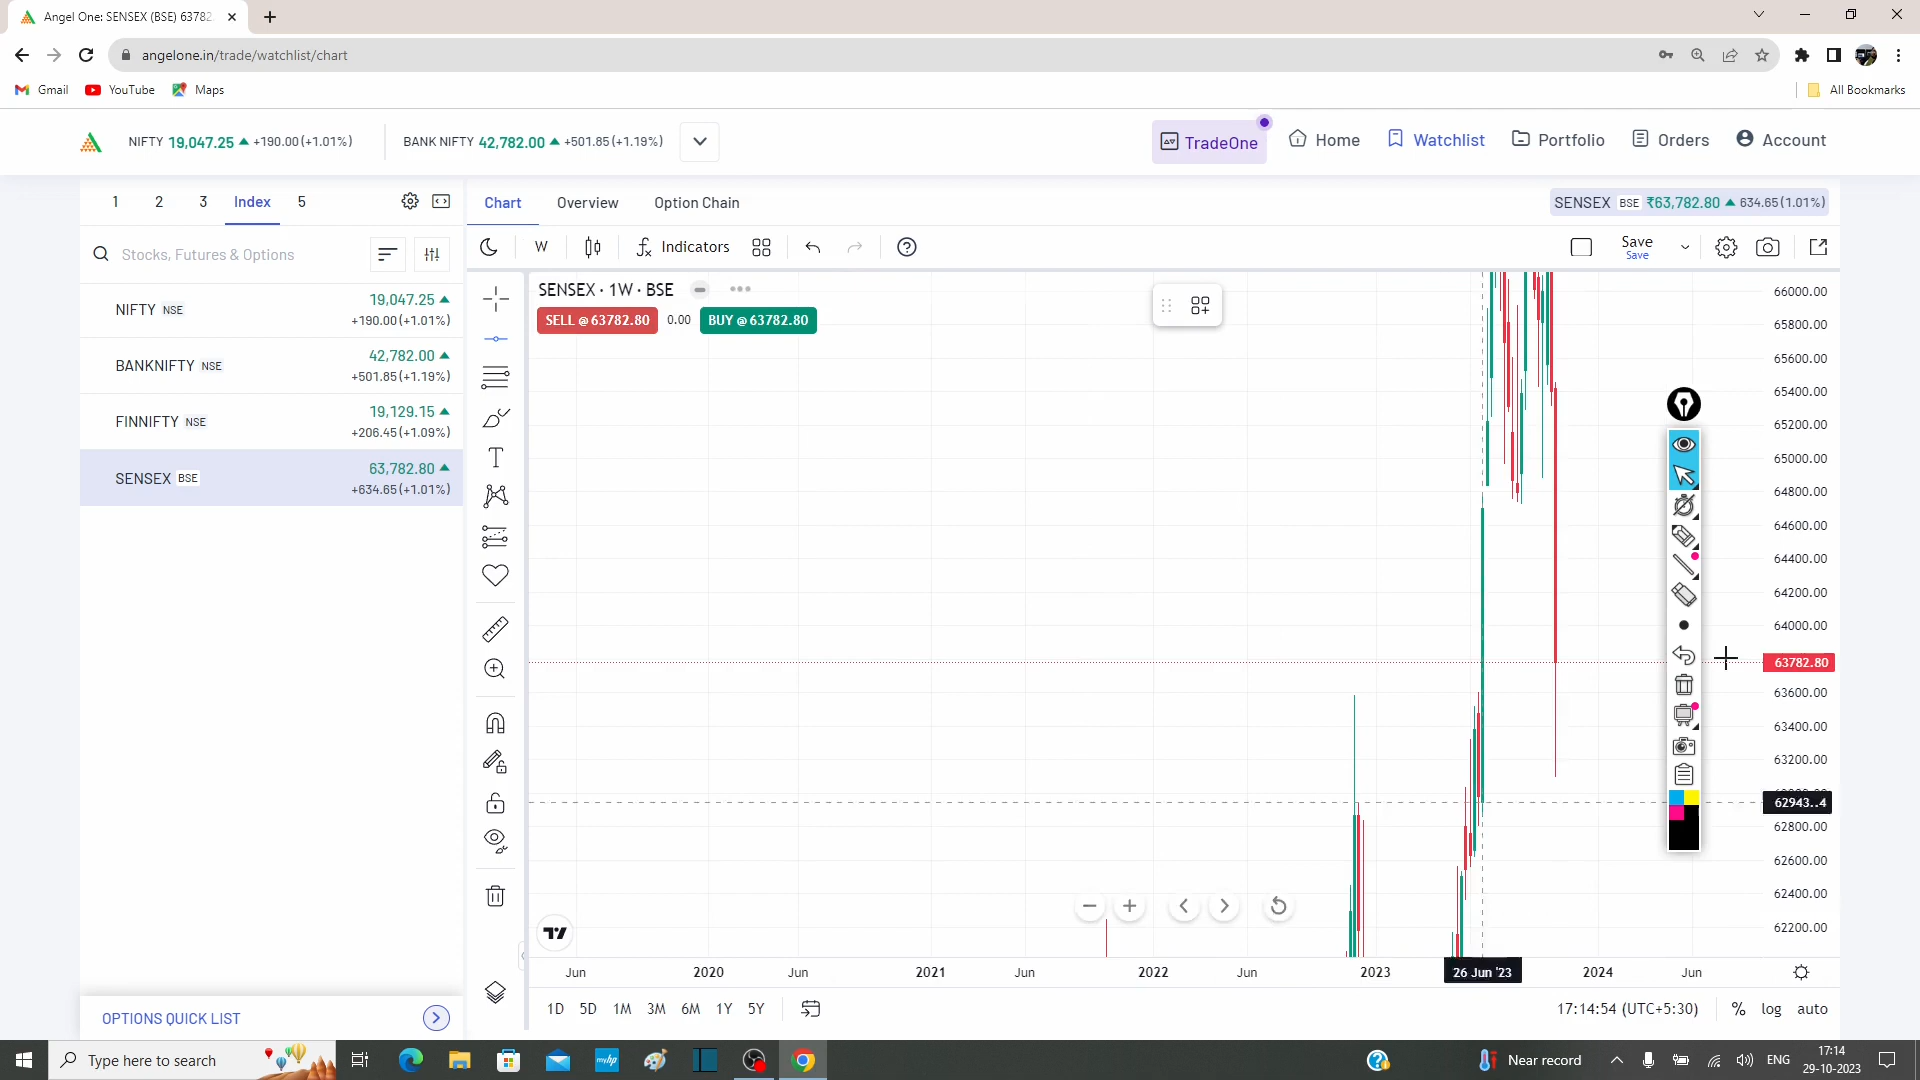 Angel One: SENSEX (BSE) 63782
angelone.in/trade/watchlist/chart
Gmail YouTube Maps All Bookmarks
NIFTY 19,047.25 +190.00 (+1.01%) BANK NIFTY 42,782.00 +501.85 (+1.19%)
TradeOne Home Watchlist Portfolio Orders Account
1 2 3 Index 5
Chart Overview Option Chain
SENSEX BSE ₹63,782.80 634.65 (1.01%)
Stocks, Futures & Options
W Indicators
Save
Save
NIFTY NSE 19,047.25
+190.00 (+1.01%)
BANKNIFTY NSE 42,782.00
+501.85 (+1.19%)
FINNIFTY NSE 19,129.15
+206.45 (+1.09%)
SENSEX BSE 63,782.80
+634.65 (+1.01%)
SENSEX · 1W · BSE
SELL @ 63782.80 0.00 BUY @ 63782.80
66000.00
65800.00
65600.00
65400.00
65200.00
65000.00
64800.00
64600.00
64400.00
64200.00
64000.00
63782.80
63600.00
63400.00
63200.00
62943..4
62800.00
62600.00
62400.00
62200.00
Jun 2020 Jun 2021 Jun 2022 Jun 2023 26 Jun '23 2024 Jun
1D 5D 1M 3M 6M 1Y 5Y
17:14:54 (UTC+5:30) % log auto
OPTIONS QUICK LIST
Type here to search
Near record
ENG
17:14
29-10-2023